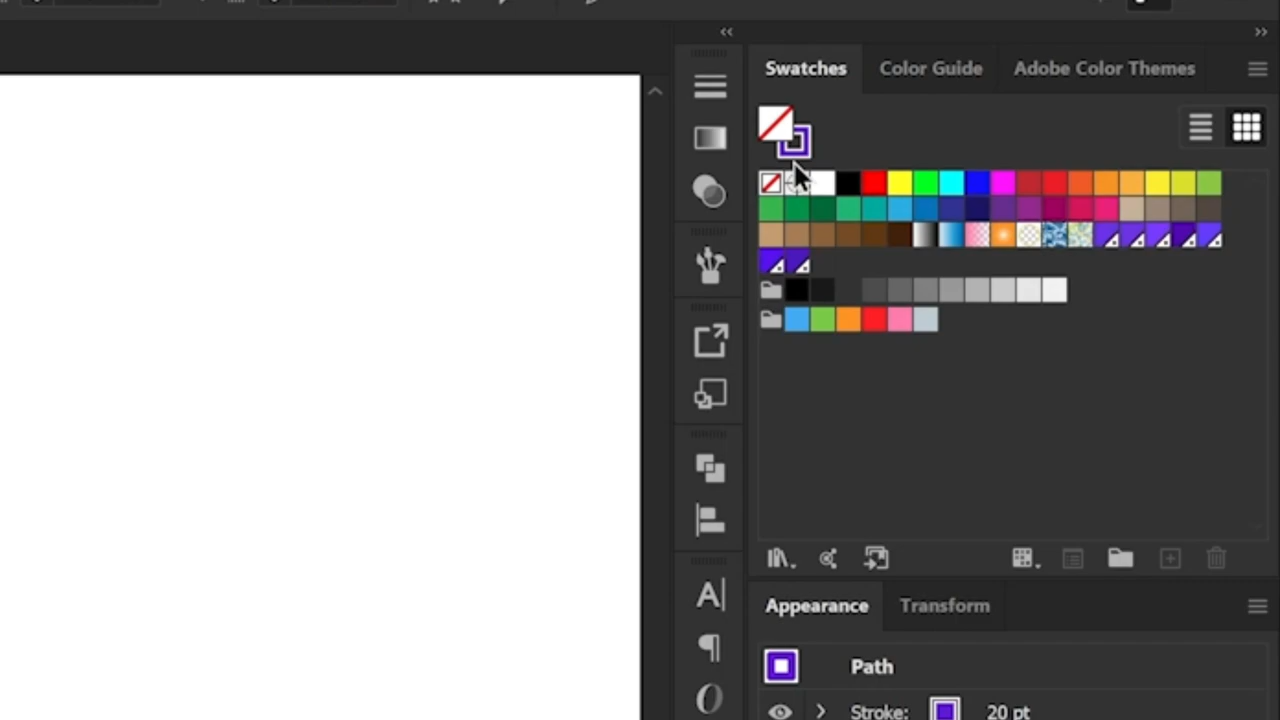 Swatches Color Guide Adobe Color Themes
Appearance Transform
Path
Stroke: 20 pt